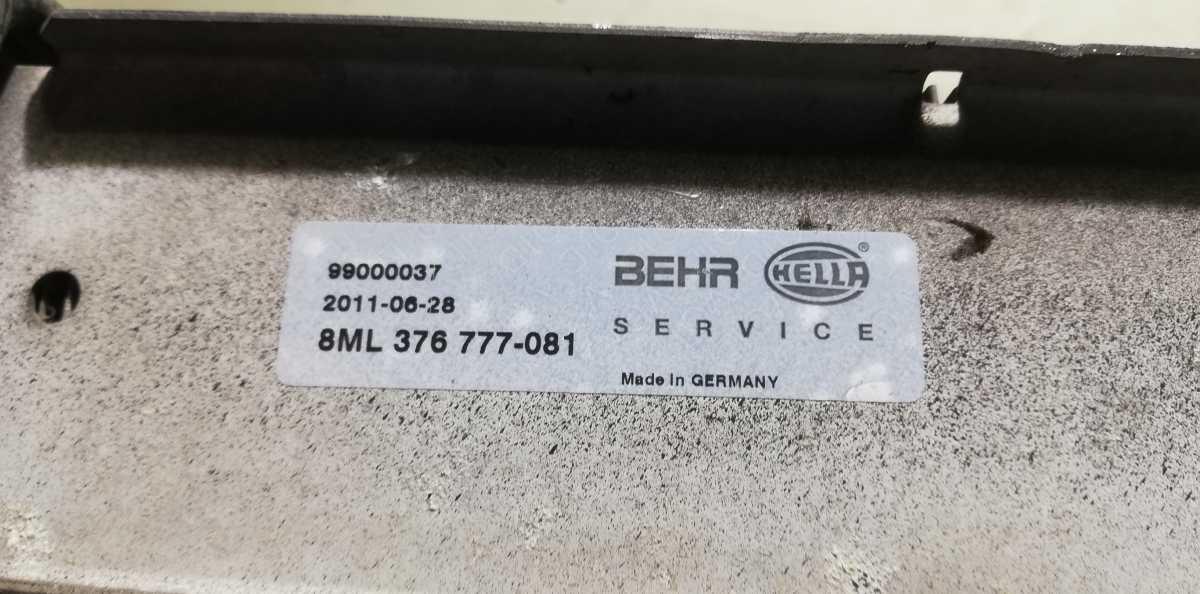 99000037
2011-06-28
8ML 376 777-081
BEHR HELLA®
SERVICE
Made in GERMANY